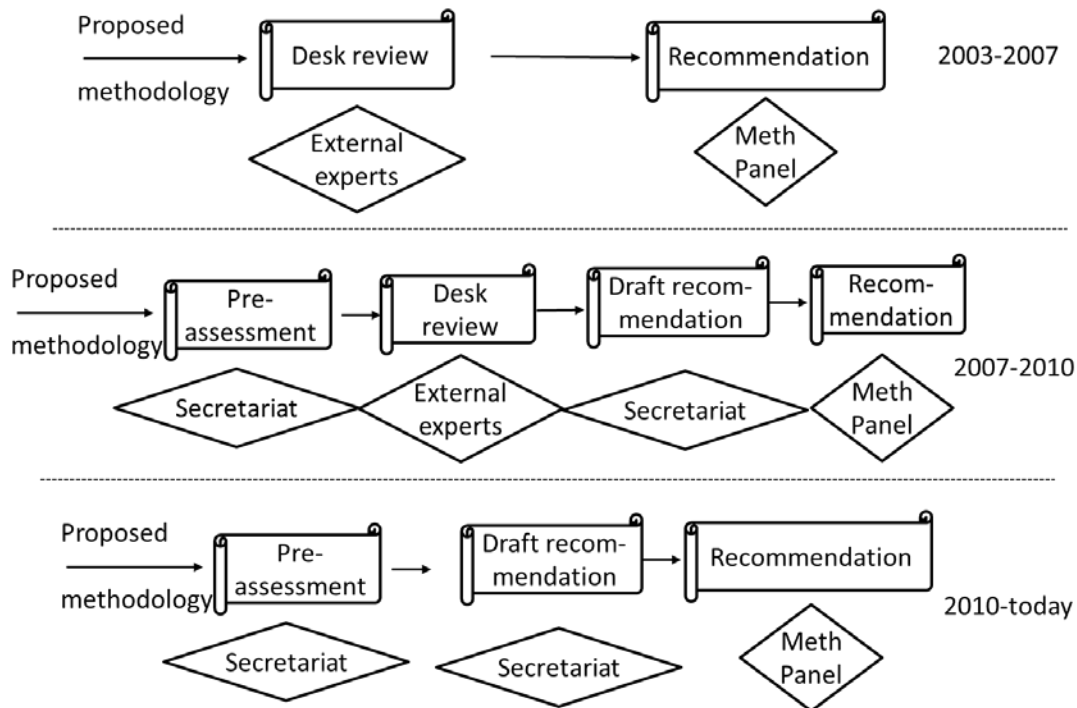 Proposed
methodology
Desk review
Recommendation
2003-2007
External
experts
Meth
Panel
Proposed
methodology
Pre-
assessment
Desk
review
Draft recom-
mendation
Recom-
mendation
2007-2010
Secretariat
External
experts
Secretariat
Meth
Panel
Proposed
methodology
Pre-
assessment
Draft recom-
mendation
Recommendation
2010-today
Secretariat
Secretariat
Meth
Panel